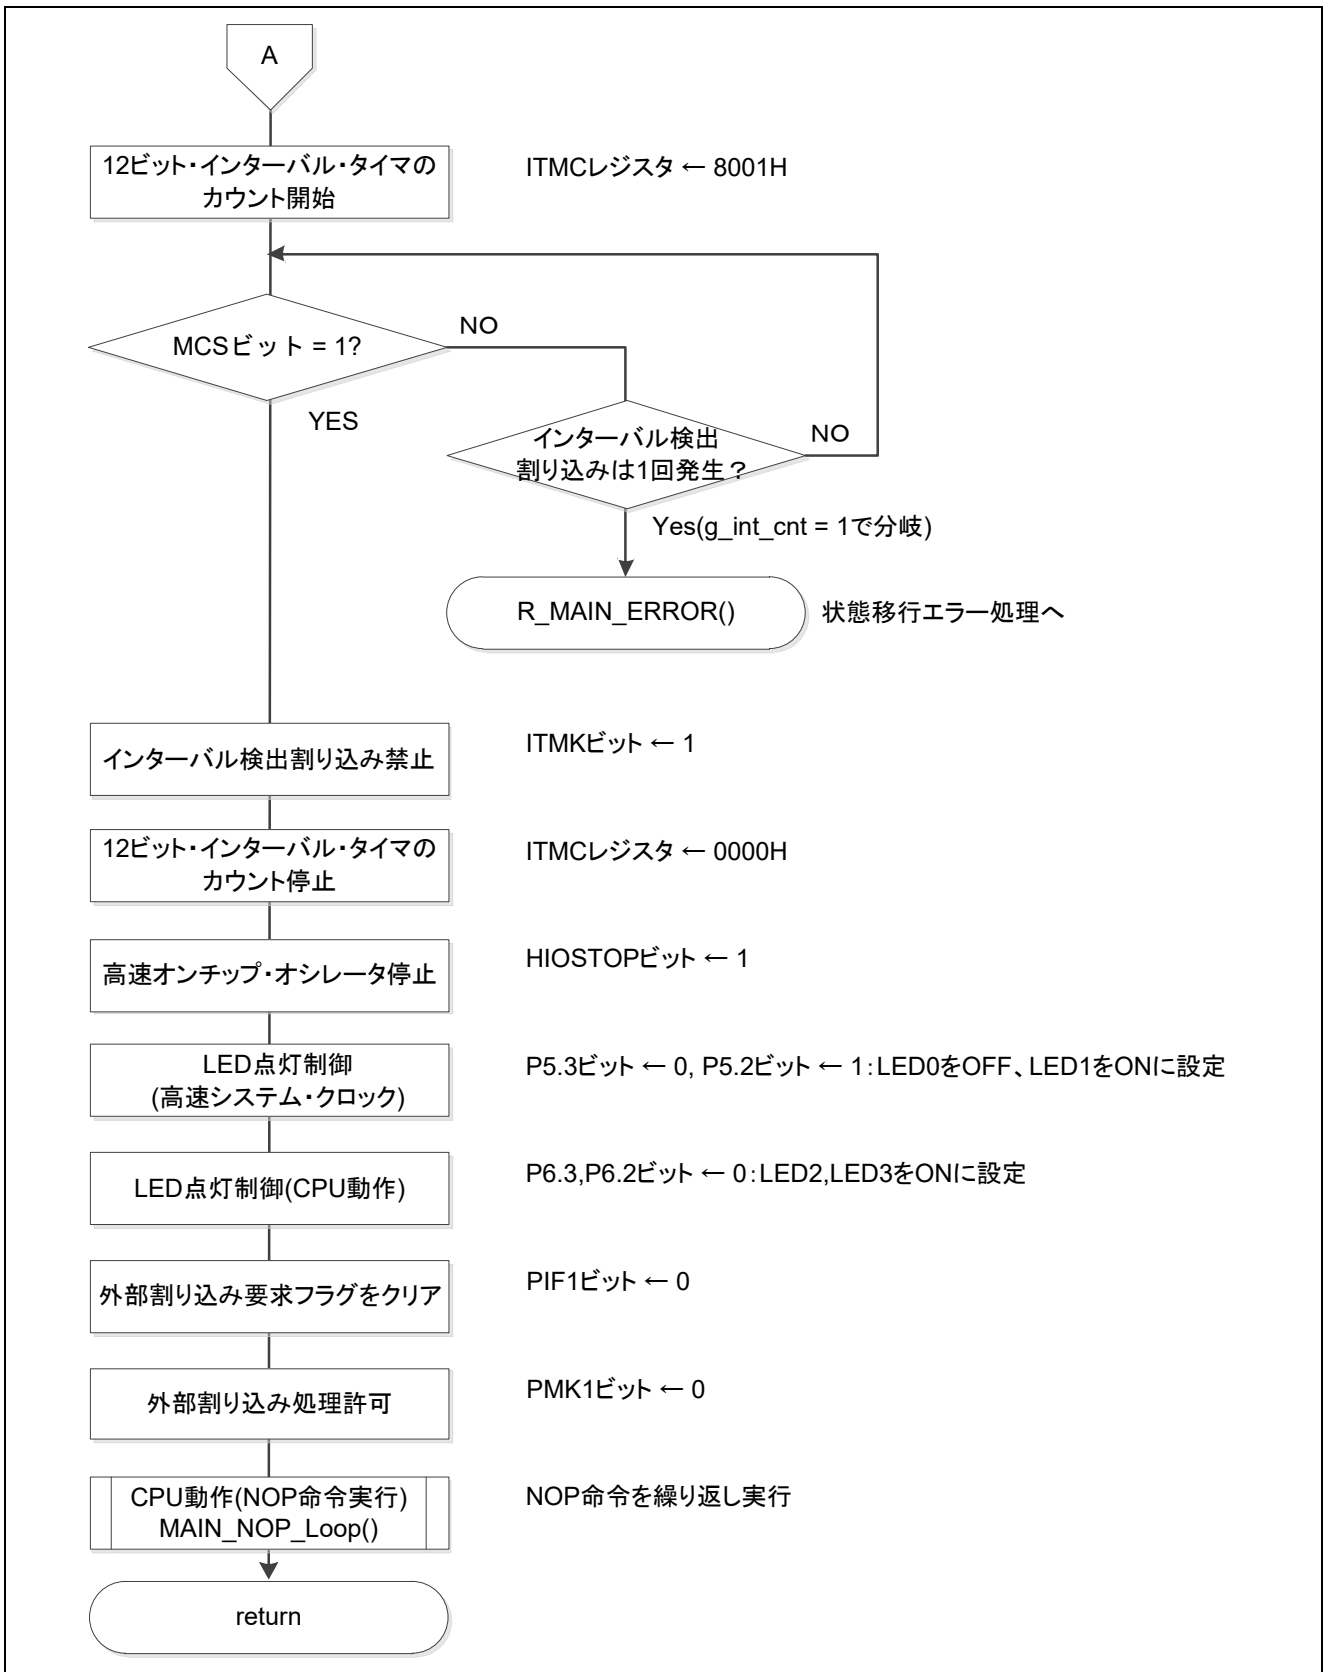 A
12ビット・インターバル・タイマの
カウント開始
ITMCレジスタ ← 8001H
MCSビット = 1?
NO
YES
インターバル検出
割り込みは1回発生？
NO
Yes(g_int_cnt = 1で分岐)
R_MAIN_ERROR()
状態移行エラー処理へ
インターバル検出割り込み禁止
ITMKビット ← 1
12ビット・インターバル・タイマの
カウント停止
ITMCレジスタ ← 0000H
高速オンチップ・オシレータ停止
HIOSTOPビット ← 1
LED点灯制御
(高速システム・クロック)
P5.3ビット ← 0, P5.2ビット ← 1：LED0をOFF、LED1をONに設定
LED点灯制御(CPU動作)
P6.3,P6.2ビット ← 0：LED2,LED3をONに設定
外部割り込み要求フラグをクリア
PIF1ビット ← 0
外部割り込み処理許可
PMK1ビット ← 0
CPU動作(NOP命令実行)
MAIN_NOP_Loop()
NOP命令を繰り返し実行
return